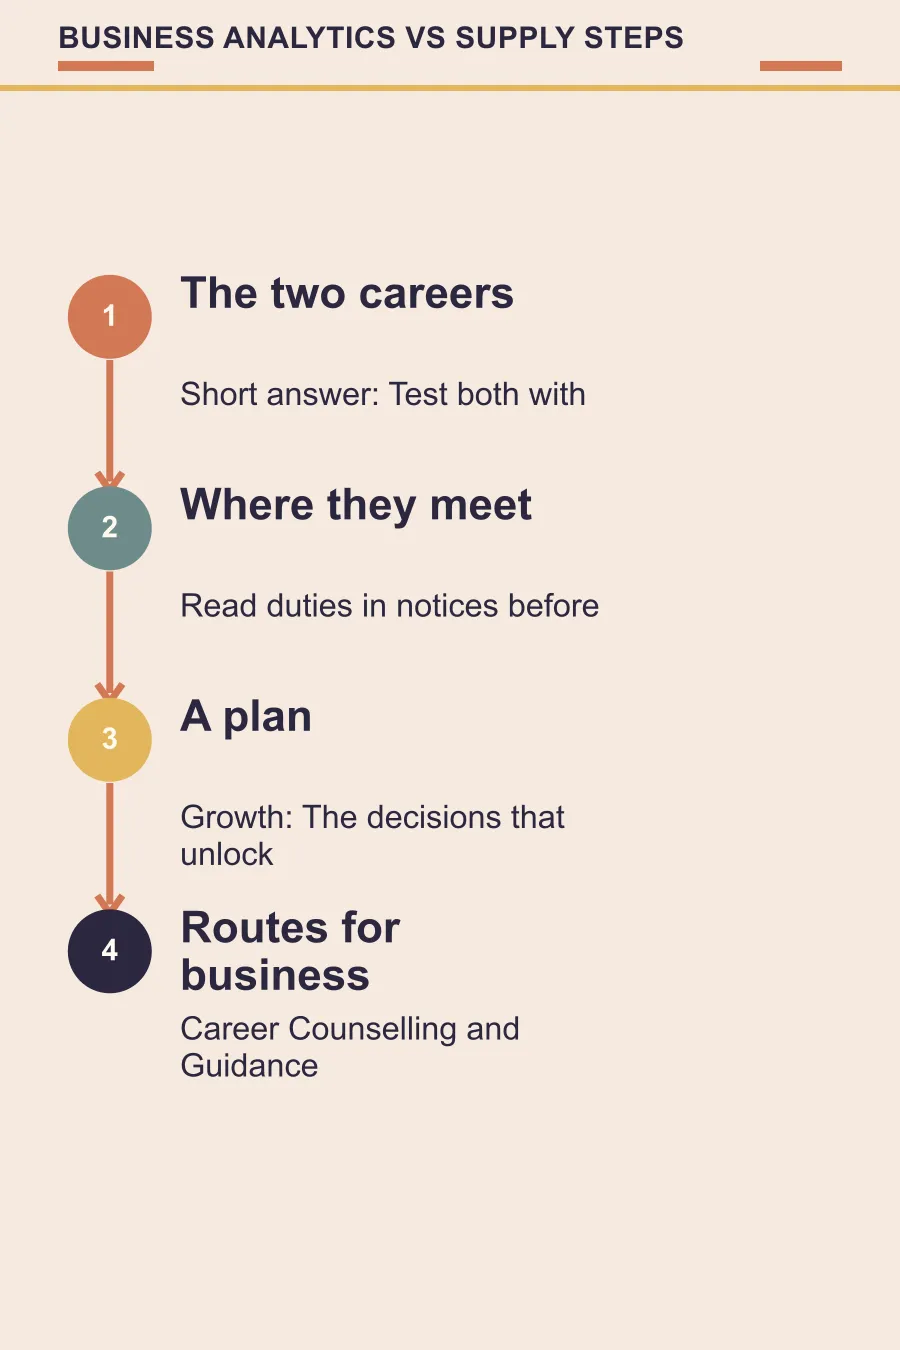 BUSINESS ANALYTICS VS SUPPLY STEPS
1
The two careers
Short answer: Test both with
2
Where they meet
Read duties in notices before
3
A plan
Growth: The decisions that
unlock
4
Routes for
business
Career Counselling and
Guidance